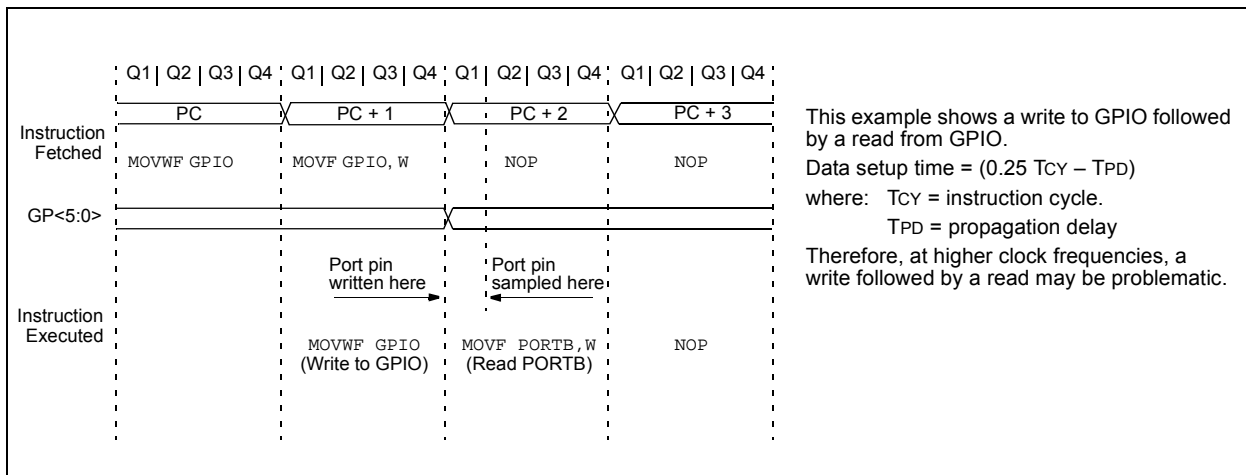 Q1 | Q2 | Q3 | Q4 Q1 | Q2 | Q3 | Q4 Q1 | Q2 | Q3 | Q4 Q1 | Q2 | Q3 | Q4
PC PC + 1 PC + 2 PC + 3
Instruction
Fetched
MOVWF GPIO MOVF GPIO, W NOP NOP
GP<5:0>
Port pin
written here
Port pin
sampled here
Instruction
Executed
MOVWF GPIO MOVF PORTB,W NOP
(Write to GPIO) (Read PORTB)
This example shows a write to GPIO followed
by a read from GPIO.
Data setup time = (0.25 TCY – TPD)
where: TCY = instruction cycle.
TPD = propagation delay
Therefore, at higher clock frequencies, a
write followed by a read may be problematic.